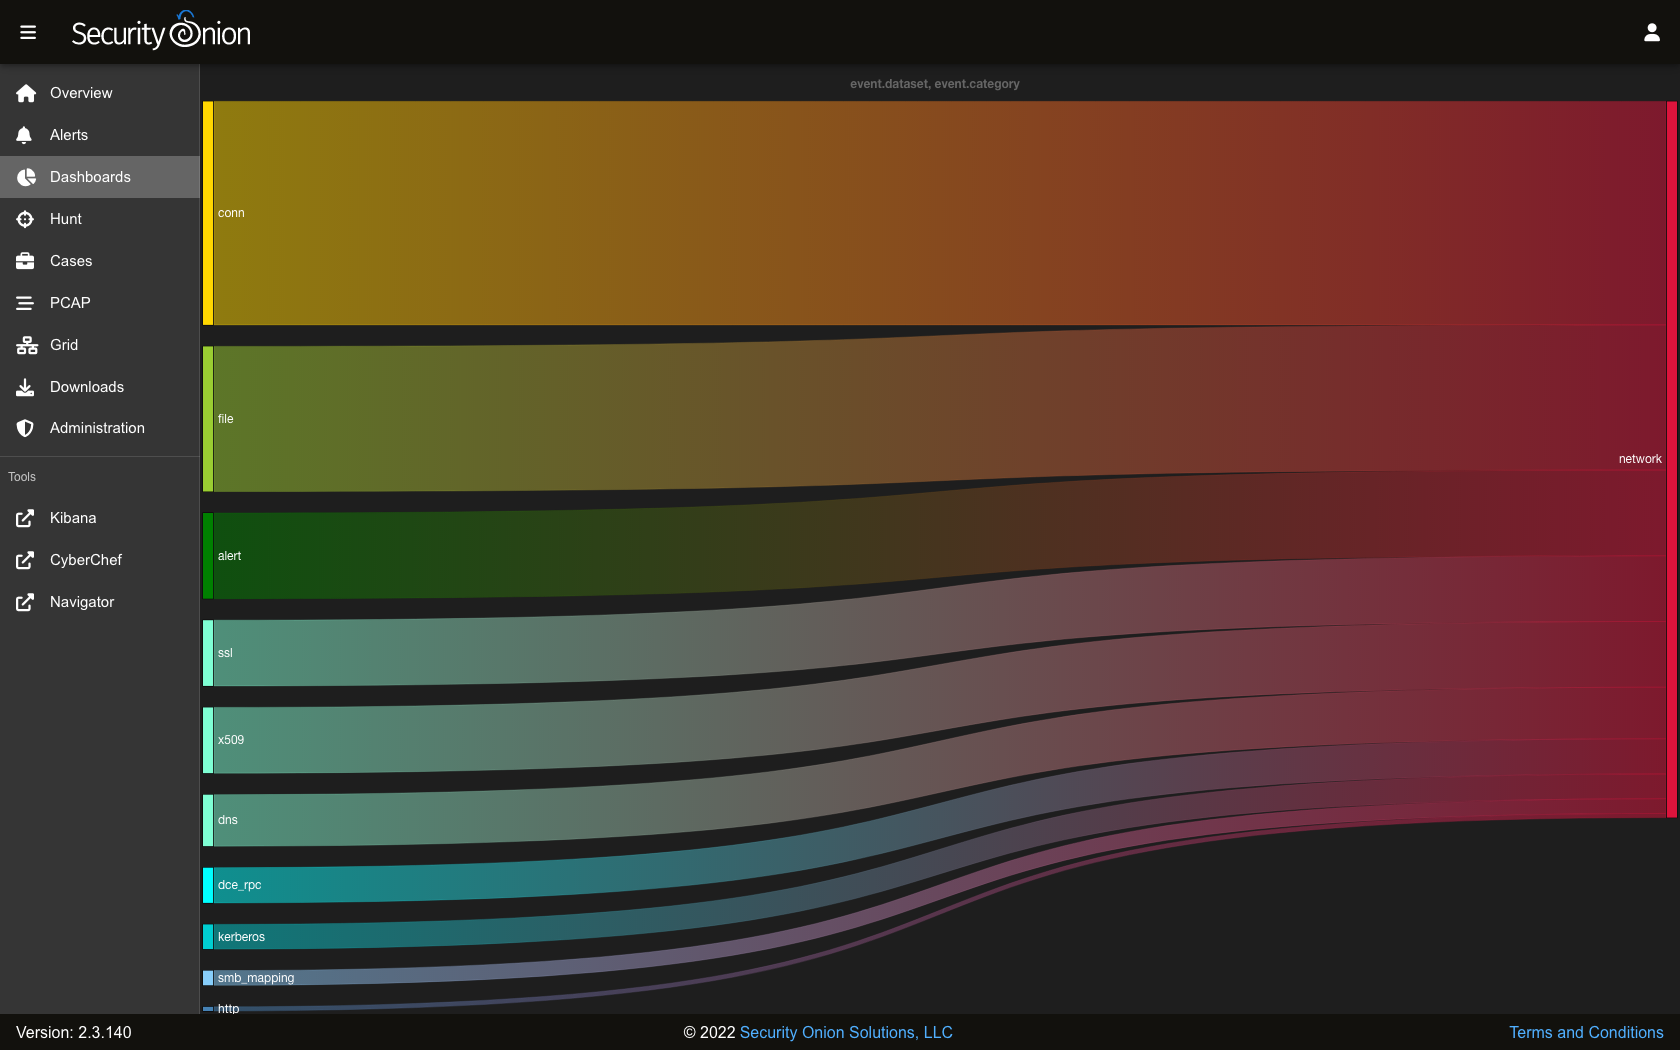 Security Onion
Overview
Alerts
Dashboards
Hunt
Cases
PCAP
Grid
Downloads
Administration
Tools
Kibana
CyberChef
Navigator
event.dataset, event.category
conn
file
network
alert
ssl
x509
dns
dce_rpc
kerberos
smb_mapping
http
Version: 2.3.140
© 2022 Security Onion Solutions, LLC
Terms and Conditions